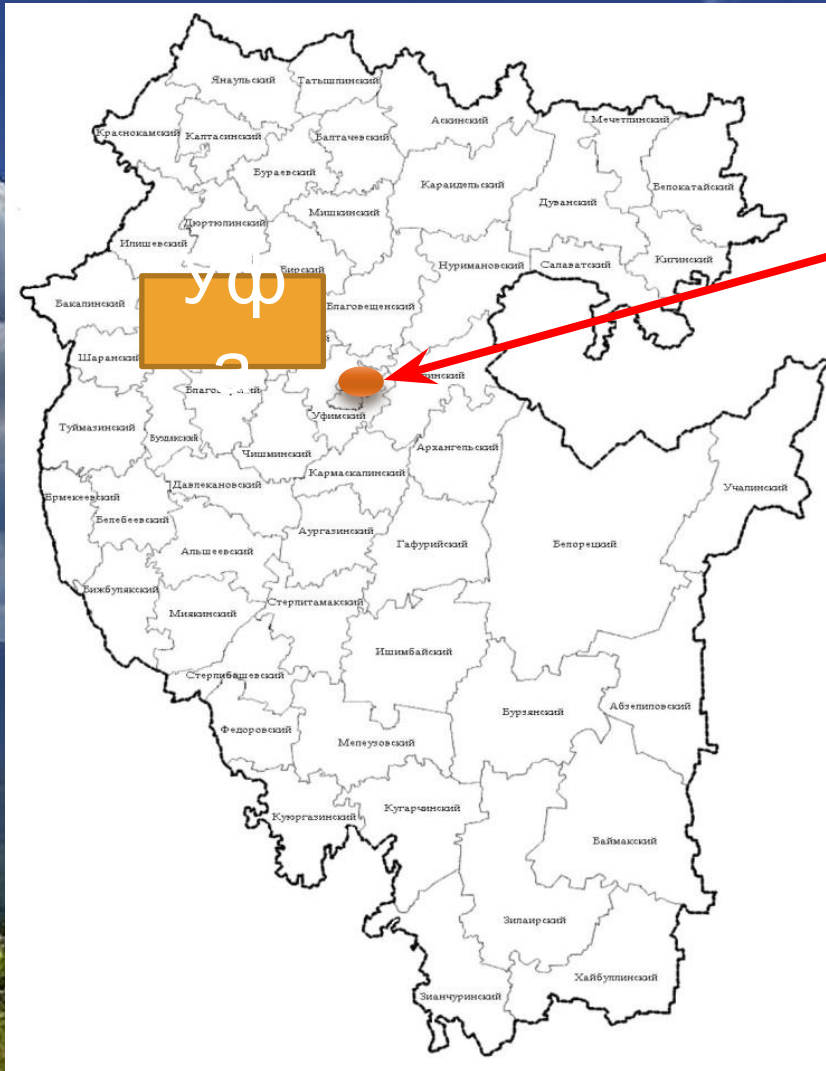 Янаульский
Татышлинский
Аскинский
Мечетлинский
Краснокамский
Калтасинский
Балтачевский
Бураевский
Караидельский
Белокатайский
Дуванский
Мишкинский
Дюртюлинский
Илишевский
Кигинский
Нуримановский
Салаватский
Бирский
Бакалинский
Благовещенский
Уф
а
Шаранский
линский
Уфимский
Туймазинский
Буздякский
Архангельский
Чишминский
Кармаскалинский
Давлекановский
Учалинский
Ермекеевский
Белебеевский
Аургазинский
Альшеевский
Гафурийский
Белорецкий
Бижбулякский
Миякинский
Стерлитамакский
Ишимбайский
Стерлибашевский
Абзелиловский
Бурзянский
Федоровский
Мелеузовский
Кугарчинский
Куюргазинский
Баймакский
Зилаирский
Хайбуллинский
Зианчуринский